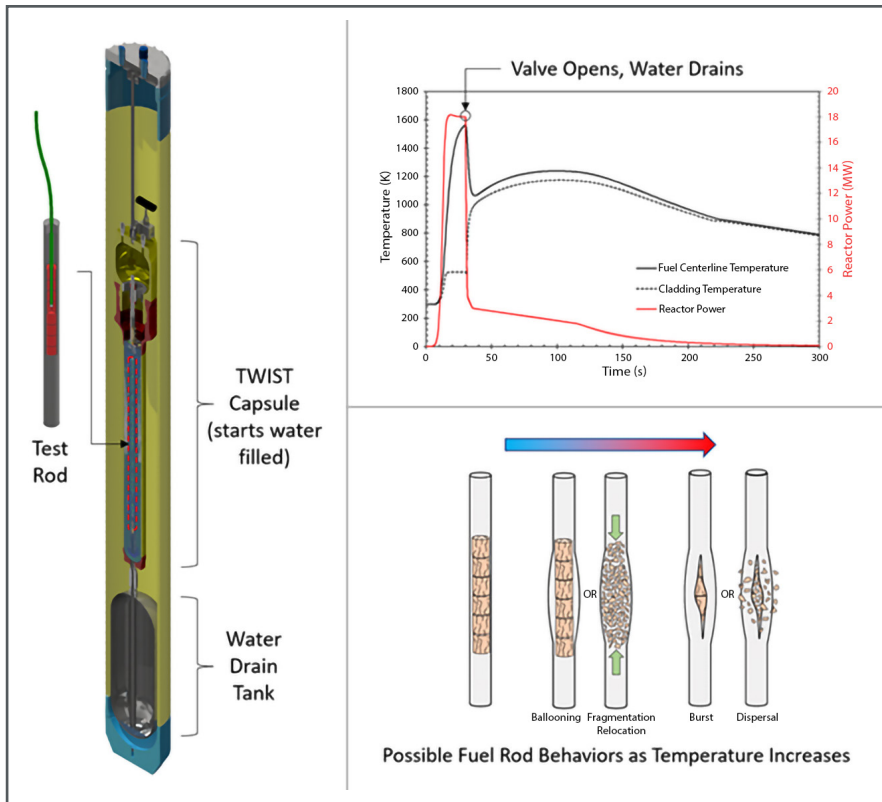 Test
Rod
TWIST
Capsule
(starts water
filled)
Water
Drain
Tank
Valve Opens, Water Drains
Temperature (K)
1800
1600
1400
1200
1000
800
600
400
200
0
20
18
16
14
12
10
8
6
4
2
0
Reactor Power (MW)
Fuel Centerline Temperature
Cladding Temperature
Reactor Power
0 50 100 150 200 250 300
Time (s)
OR OR
Ballooning Fragmentation Burst Dispersal
Relocation
Possible Fuel Rod Behaviors as Temperature Increases